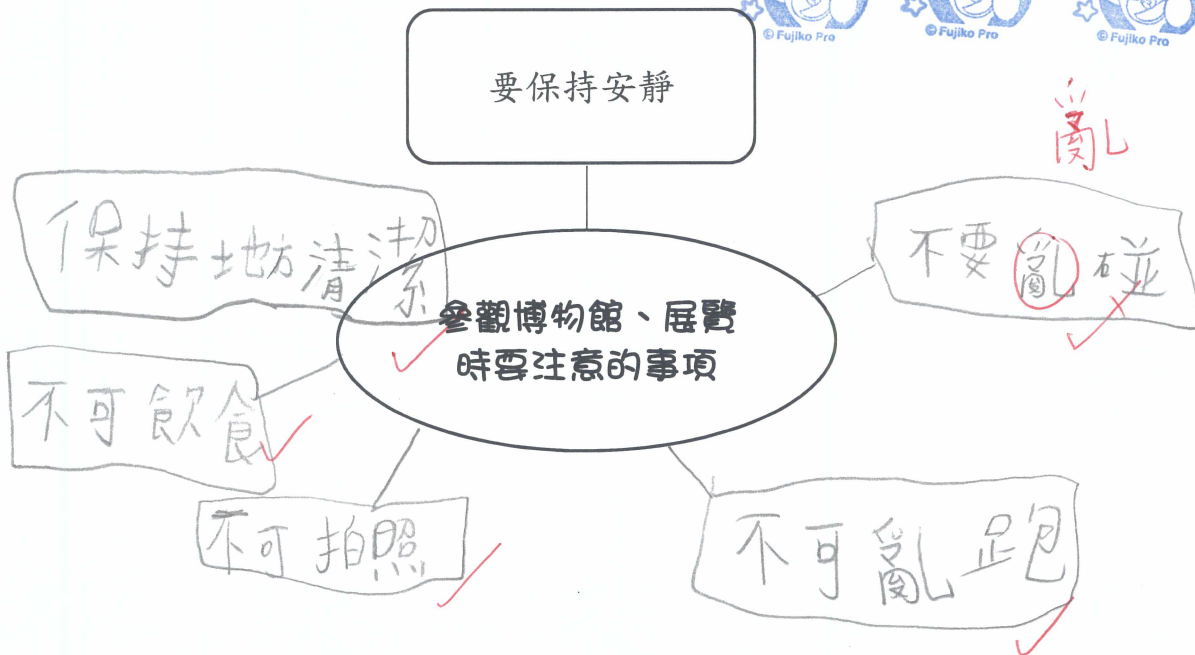 © Fujiko Pro
© Fujiko Pro
© Fujiko Pro
要保持安靜
亂
保持地方清潔
不要亂碰
參觀博物館、展覽
時要注意的事項
不可飲食
不可拍照
不可亂跑